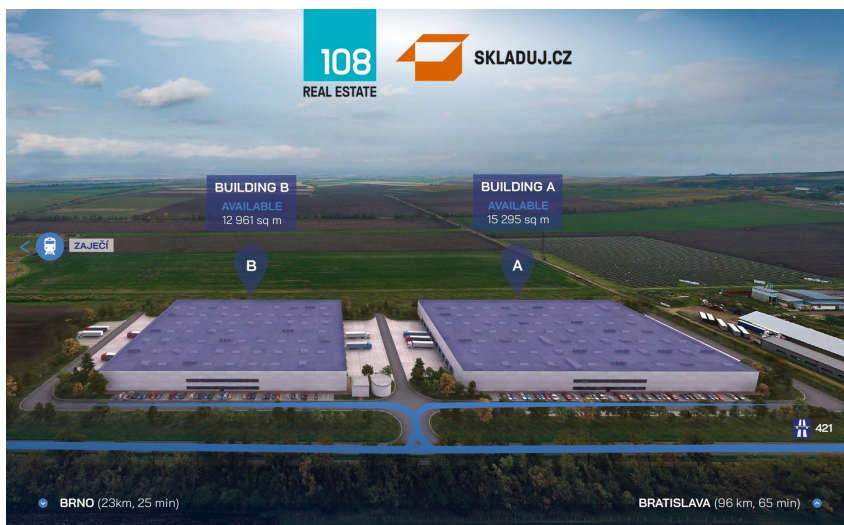 108
REAL ESTATE
SKLADUJ.CZ
BUILDING B
AVAILABLE
12 961 sq m
BUILDING A
AVAILABLE
15 295 sq m
ZAJEČÍ
B
A
421
BRNO (23km, 25 min)
BRATISLAVA (96 km, 65 min)